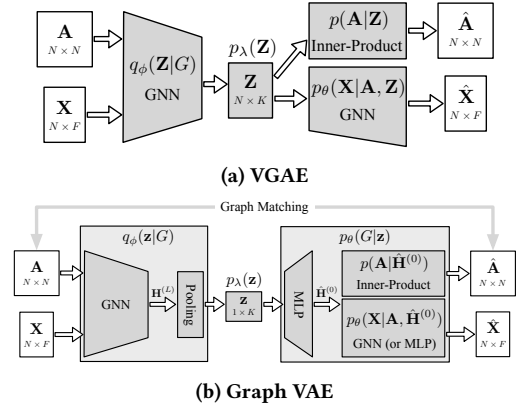 A
N × N
X
N × F
q_ϕ(Z|G)
GNN
p_λ(Z)
Z
N × K
p(A|Z)
Inner-Product
p_θ(X|A, Z)
GNN
Â
N × N
X̂
N × F
(a) VGAE
Graph Matching
A
N × N
X
N × F
q_ϕ(z|G)
GNN
H^(L)
Pooling
p_λ(z)
z
1 × K
p_θ(G|z)
MLP
Ĥ^(0)
p(A|Ĥ^(0))
Inner-Product
p_θ(X|A, Ĥ^(0))
GNN (or MLP)
Â
N × N
X̂
N × F
(b) Graph VAE